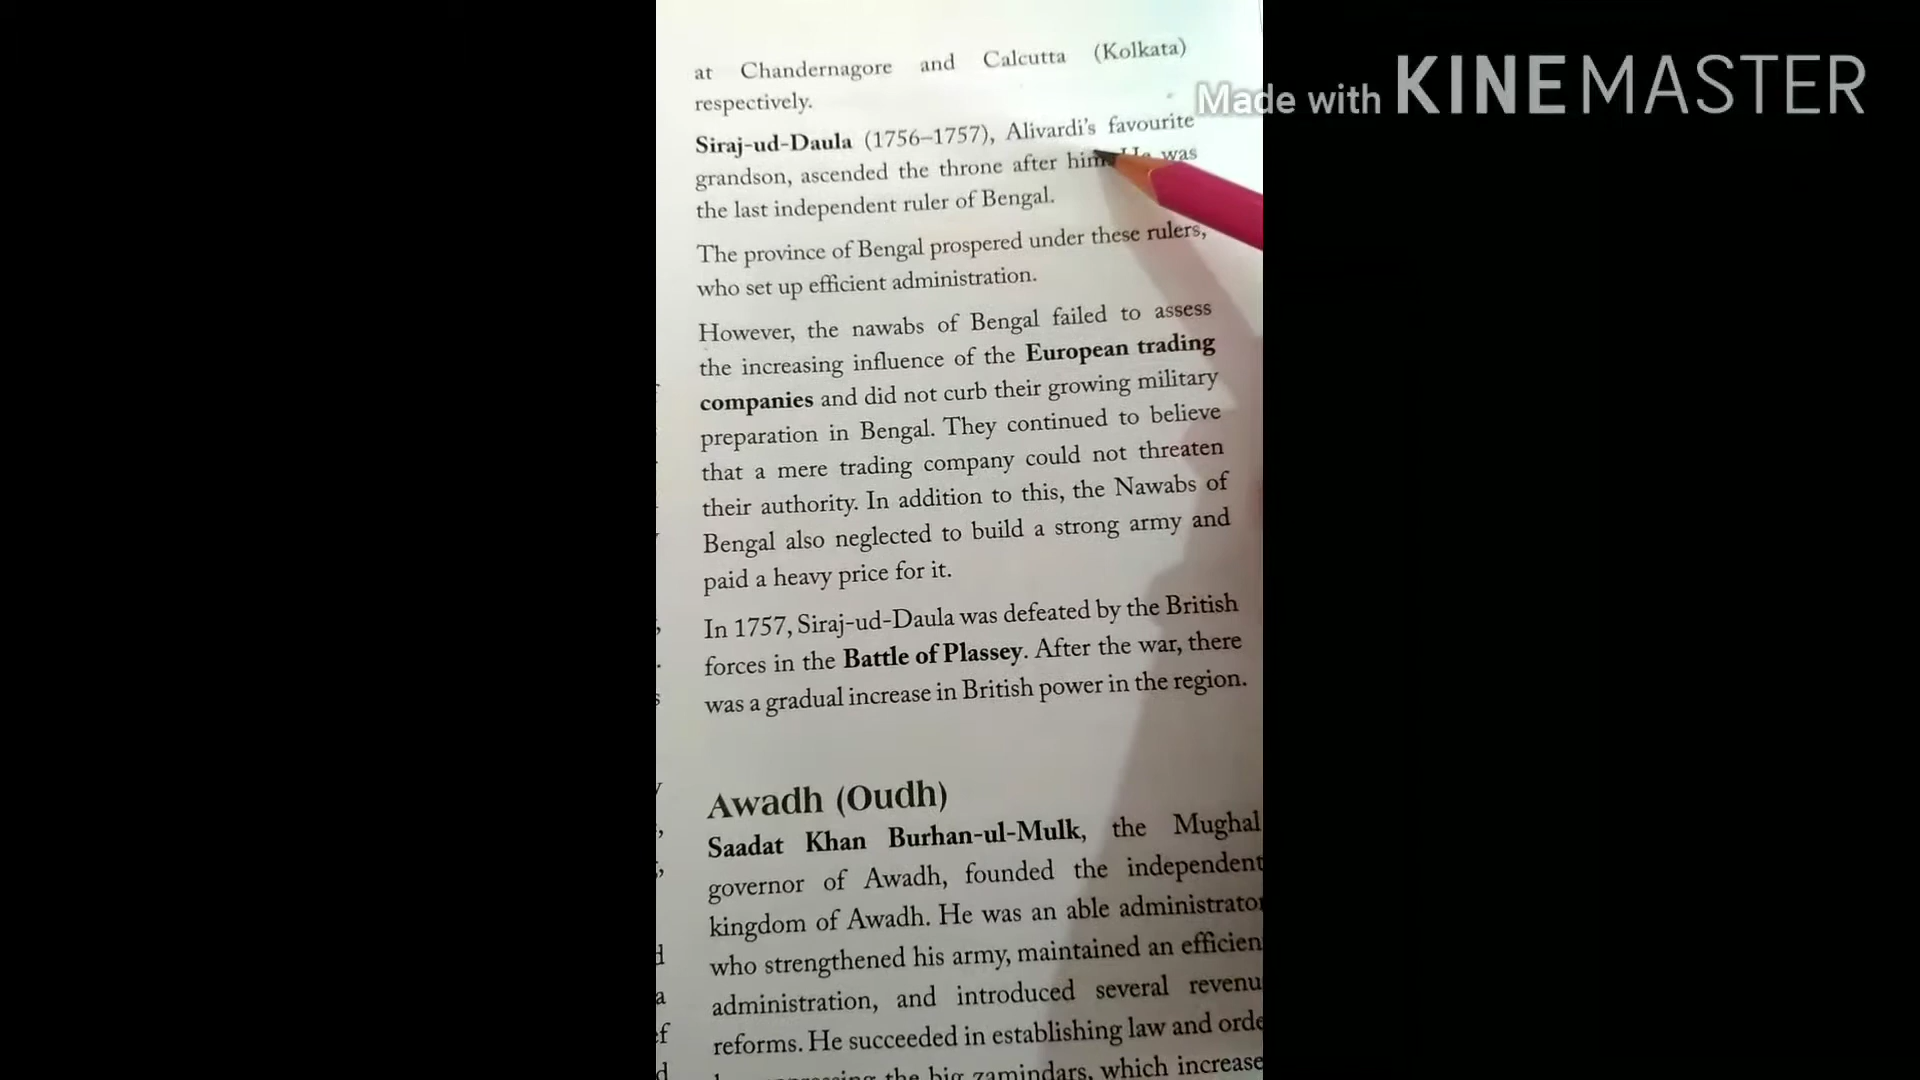 at Chandernagore and Calcutta (Kolkata)
respectively.
Made with KINEMASTER
Siraj-ud-Daula (1756–1757), Alivardi's favourite
grandson, ascended the throne after him. He was
the last independent ruler of Bengal.
The province of Bengal prospered under these rulers,
who set up efficient administration.
However, the nawabs of Bengal failed to assess
the increasing influence of the European trading
companies and did not curb their growing military
preparation in Bengal. They continued to believe
that a mere trading company could not threaten
their authority. In addition to this, the Nawabs of
Bengal also neglected to build a strong army and
paid a heavy price for it.
In 1757, Siraj-ud-Daula was defeated by the British
forces in the Battle of Plassey. After the war, there
was a gradual increase in British power in the region.
Awadh (Oudh)
Saadat Khan Burhan-ul-Mulk, the Mughal
governor of Awadh, founded the independent
kingdom of Awadh. He was an able administrator
who strengthened his army, maintained an efficien
administration, and introduced several revenu
reforms. He succeeded in establishing law and orde
the big zamindars, which increase